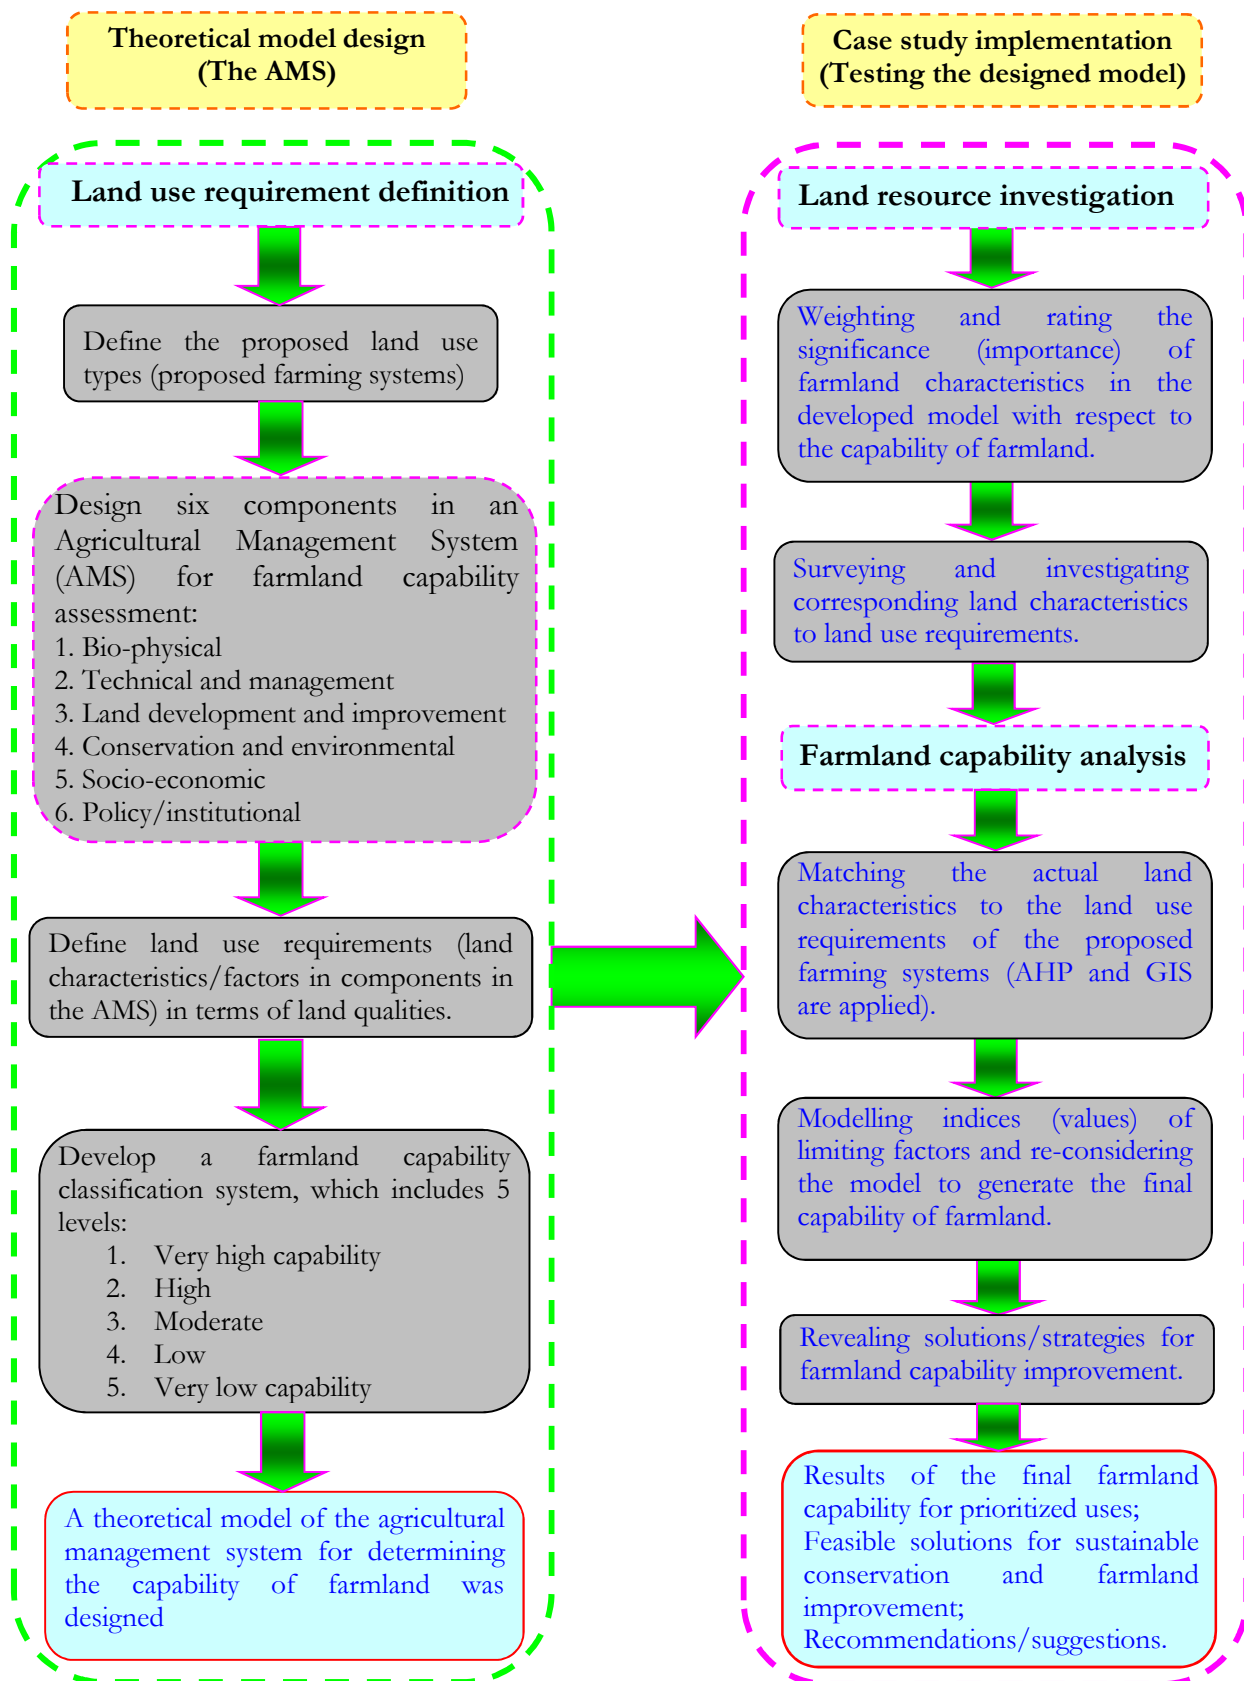 Theoretical model design
(The AMS)
Land use requirement definition
Define the proposed land use
types (proposed farming systems)
Design six components in an
Agricultural Management System
(AMS) for farmland capability
assessment:
1. Bio-physical
2. Technical and management
3. Land development and improvement
4. Conservation and environmental
5. Socio-economic
6. Policy/institutional
Define land use requirements (land
characteristics/factors in components in
the AMS) in terms of land qualities.
Develop a farmland capability
classification system, which includes 5
levels:
1. Very high capability
2. High
3. Moderate
4. Low
5. Very low capability
A theoretical model of the agricultural
management system for determining
the capability of farmland was
designed
Case study implementation
(Testing the designed model)
Land resource investigation
Weighting and rating the
significance (importance) of
farmland characteristics in the
developed model with respect to
the capability of farmland.
Surveying and investigating
corresponding land characteristics
to land use requirements.
Farmland capability analysis
Matching the actual land
characteristics to the land use
requirements of the proposed
farming systems (AHP and GIS
are applied).
Modelling indices (values) of
limiting factors and re-considering
the model to generate the final
capability of farmland.
Revealing solutions/strategies for
farmland capability improvement.
Results of the final farmland
capability for prioritized uses;
Feasible solutions for sustainable
conservation and farmland
improvement;
Recommendations/suggestions.